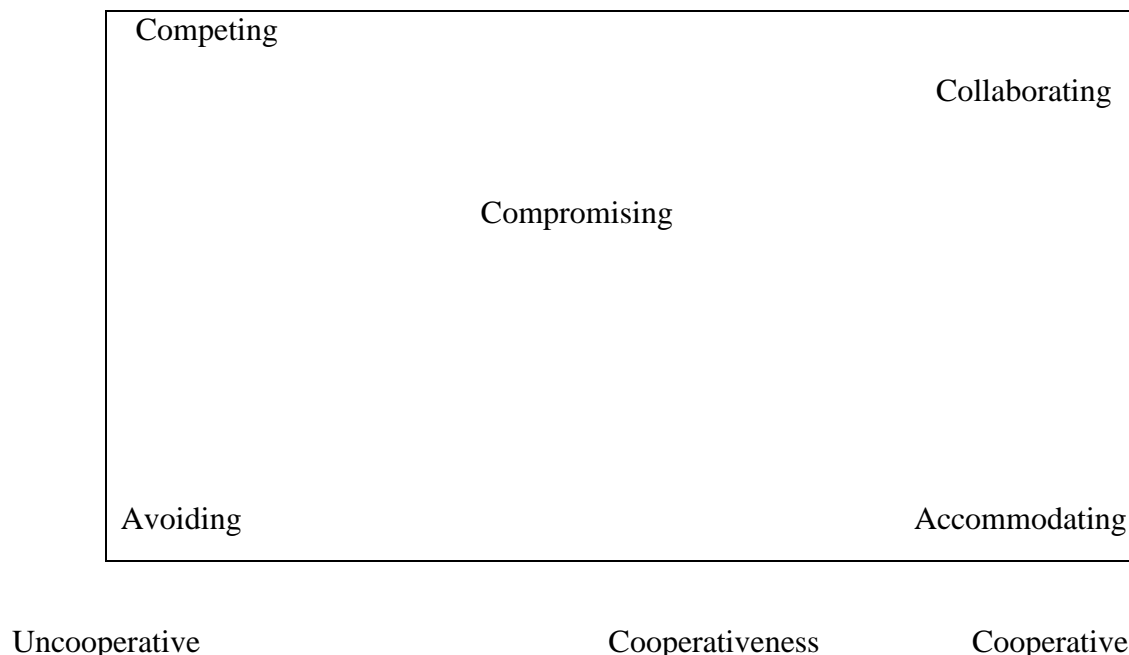 Competing
Collaborating
Compromising
Avoiding Accommodating
Uncooperative Cooperativeness Cooperative